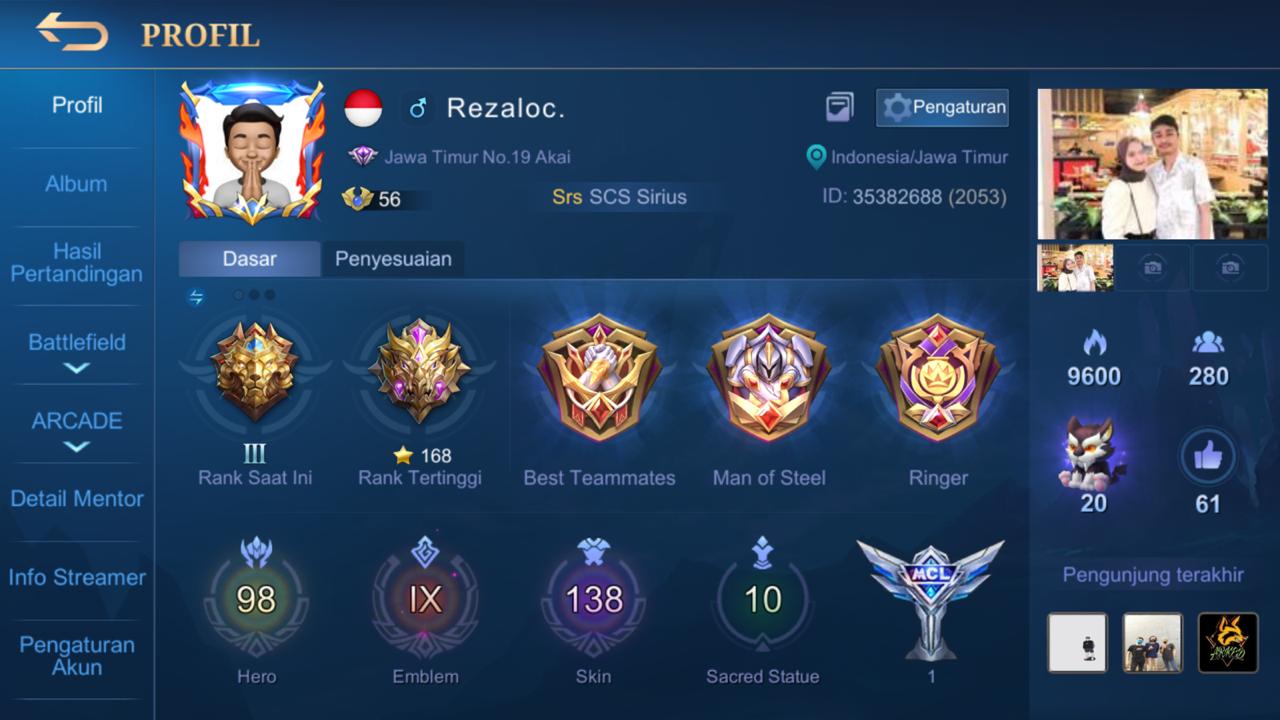 PROFIL
Profil
Album
Hasil
Pertandingan
Battlefield
ARCADE
Detail Mentor
Info Streamer
Pengaturan
Akun
Rezaloc.
Pengaturan
Jawa Timur No.19 Akai
Indonesia/Jawa Timur
56
Srs SCS Sirius
ID: 35382688 (2053)
Dasar
Penyesuaian
III
168
Rank Saat Ini
Rank Tertinggi
Best Teammates
Man of Steel
Ringer
98
IX
138
10
MCL
Hero
Emblem
Skin
Sacred Statue
1
9600
280
20
61
Pengunjung terakhir